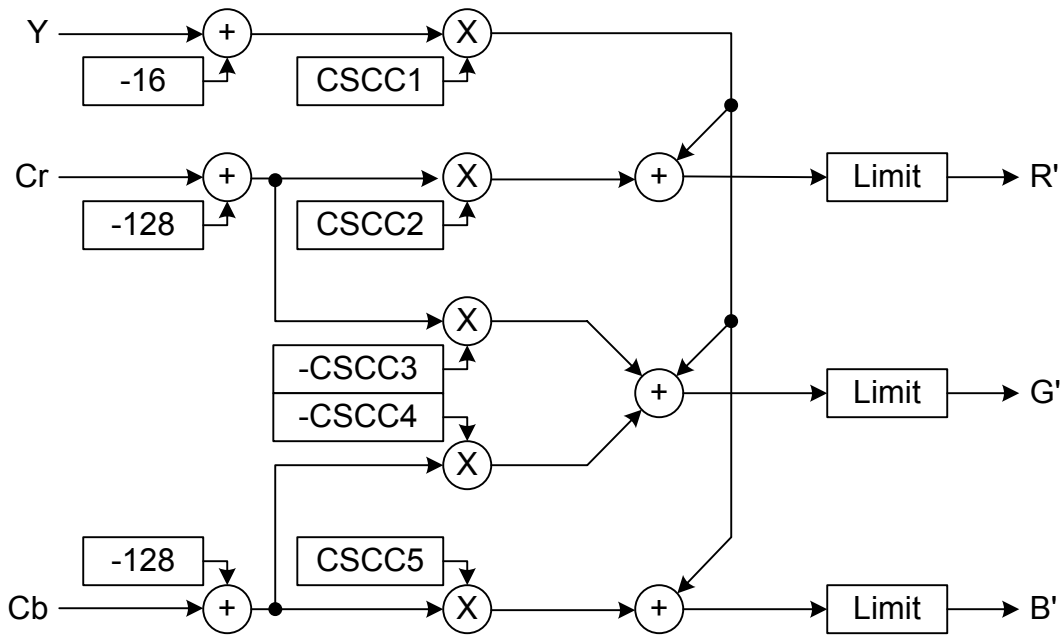 Y
+
X
-16
CSCC1
Cr
+
X
+
Limit
R'
-128
CSCC2
X
-CSCC3
+
Limit
G'
-CSCC4
X
-128
CSCC5
Cb
+
X
+
Limit
B'